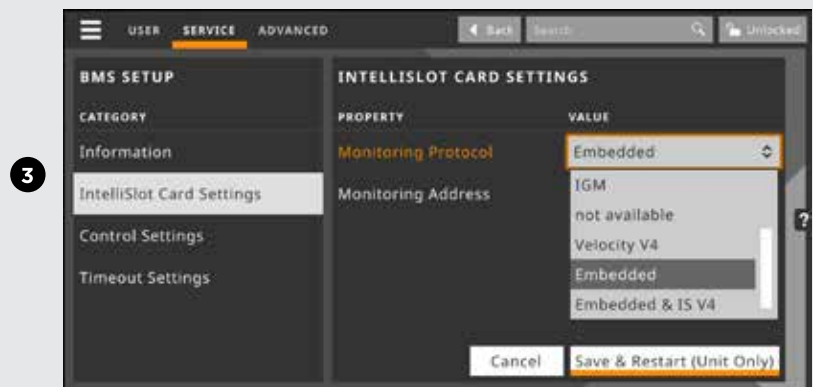 USER SERVICE ADVANCED Back Search Unlocked
BMS SETUP
CATEGORY
Information
IntelliSlot Card Settings
Control Settings
Timeout Settings
INTELLISLOT CARD SETTINGS
PROPERTY VALUE
Monitoring Protocol Embedded
Monitoring Address
IGM
not available
Velocity V4
Embedded
Embedded & IS V4
Cancel Save & Restart (Unit Only)
3
?